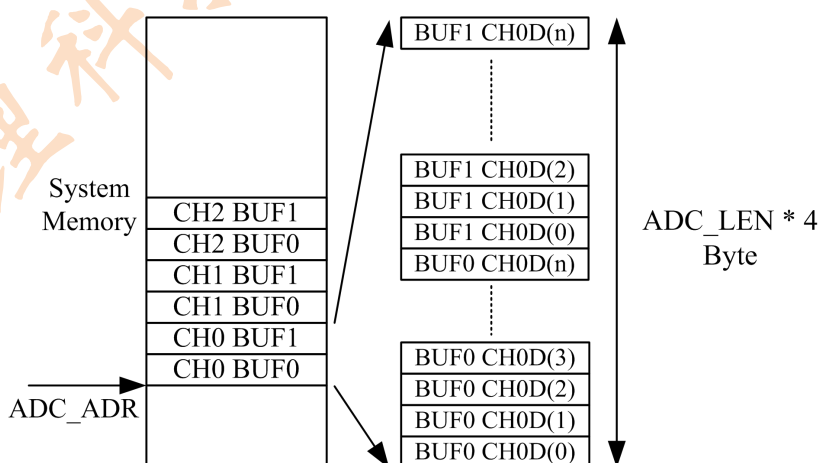 System
Memory
CH2 BUF1
CH2 BUF0
CH1 BUF1
CH1 BUF0
CH0 BUF1
CH0 BUF0
ADC_ADR
BUF1 CH0D(n)
BUF1 CH0D(2)
BUF1 CH0D(1)
BUF1 CH0D(0)
BUF0 CH0D(n)
BUF0 CH0D(3)
BUF0 CH0D(2)
BUF0 CH0D(1)
BUF0 CH0D(0)
ADC_LEN * 4
Byte